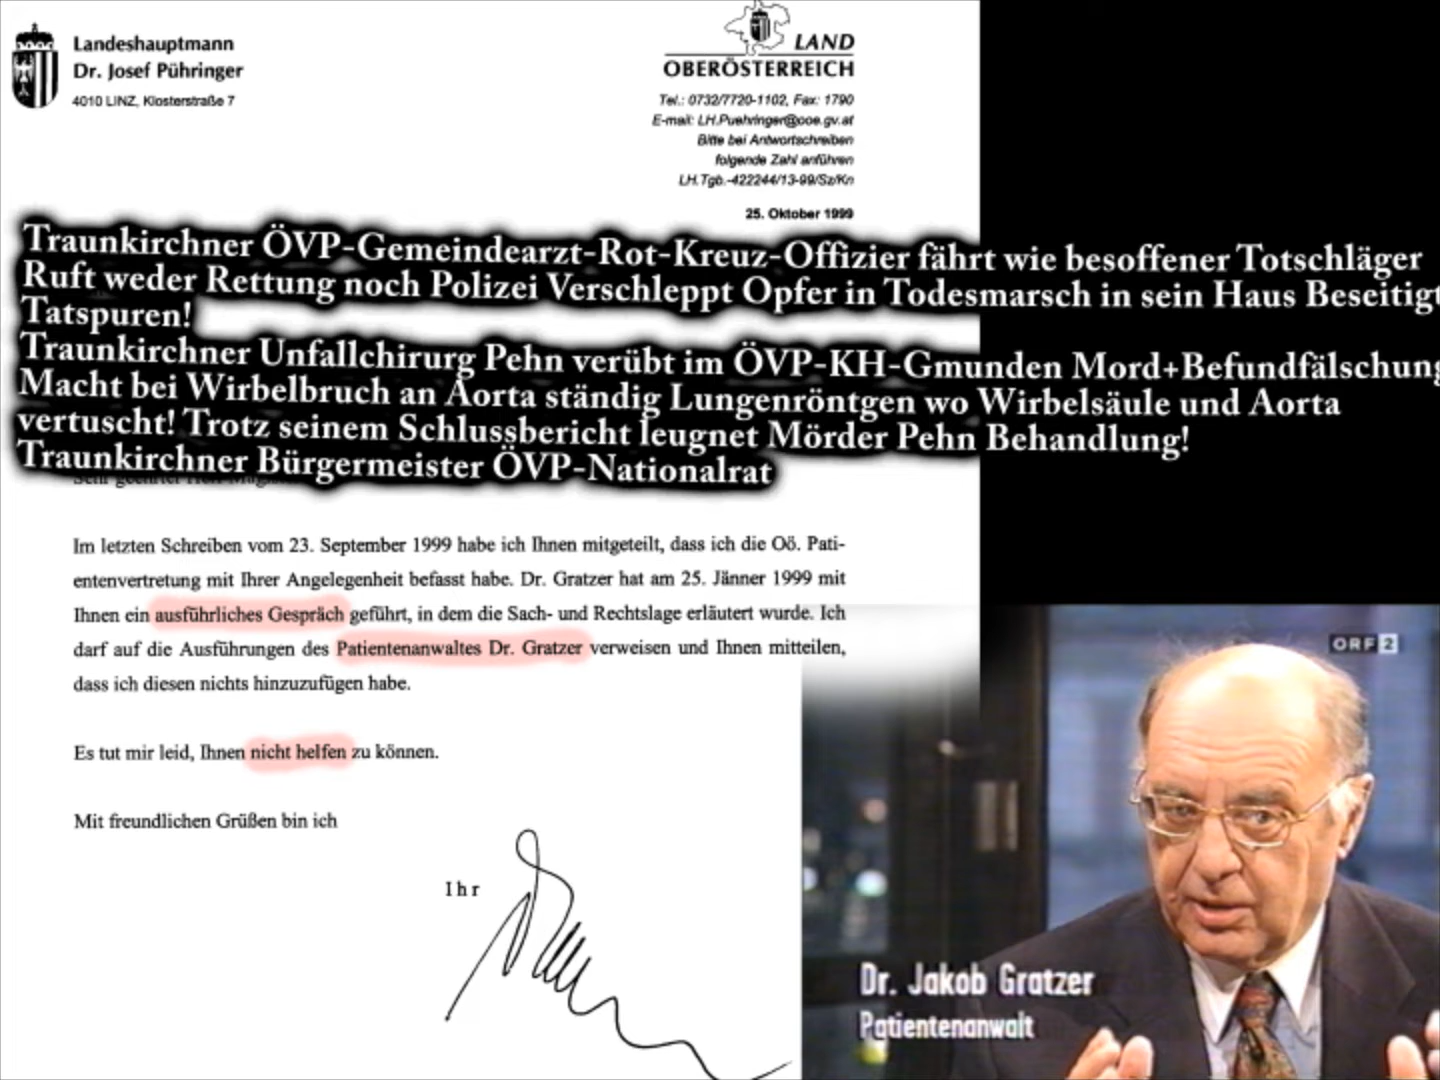 Landeshauptmann
Dr. Josef Pühringer
4010 LINZ, Klosterstraße 7
LAND
OBERÖSTERREICH
Tel.: 0732/7720-1102, Fax: 1790
E-mail: LH.Puehringer@ooe.gv.at
Bitte bei Antwortschreiben
folgende Zahl anführen
LH.Tgb.-422244/13-99/Sz/Kn
25. Oktober 1999
Traunkirchner ÖVP-Gemeindearzt-Rot-Kreuz-Offizier fährt wie besoffener Totschläger
Ruft weder Rettung noch Polizei Verschleppt Opfer in Todesmarsch in sein Haus Beseitigt
Tatspuren!
Traunkirchner Unfallchirurg Pehn verübt im ÖVP-KH-Gmunden Mord+Befundfälschung
Macht bei Wirbelbruch an Aorta ständig Lungenröntgen wo Wirbelsäule und Aorta
vertuscht! Trotz seinem Schlussbericht leugnet Mörder Pehn Behandlung!
Traunkirchner Bürgermeister ÖVP-Nationalrat
Sehr geehrter Herr
Im letzten Schreiben vom 23. September 1999 habe ich Ihnen mitgeteilt, dass ich die Oö. Pati-
entenvertretung mit Ihrer Angelegenheit befasst habe. Dr. Gratzer hat am 25. Jänner 1999 mit
Ihnen ein ausführliches Gespräch geführt, in dem die Sach- und Rechtslage erläutert wurde. Ich
darf auf die Ausführungen des Patientenanwaltes Dr. Gratzer verweisen und Ihnen mitteilen,
dass ich diesen nichts hinzuzufügen habe.
Es tut mir leid, Ihnen nicht helfen zu können.
Mit freundlichen Grüßen bin ich
Ihr
ORF 2
Dr. Jakob Gratzer
Patientenanwalt